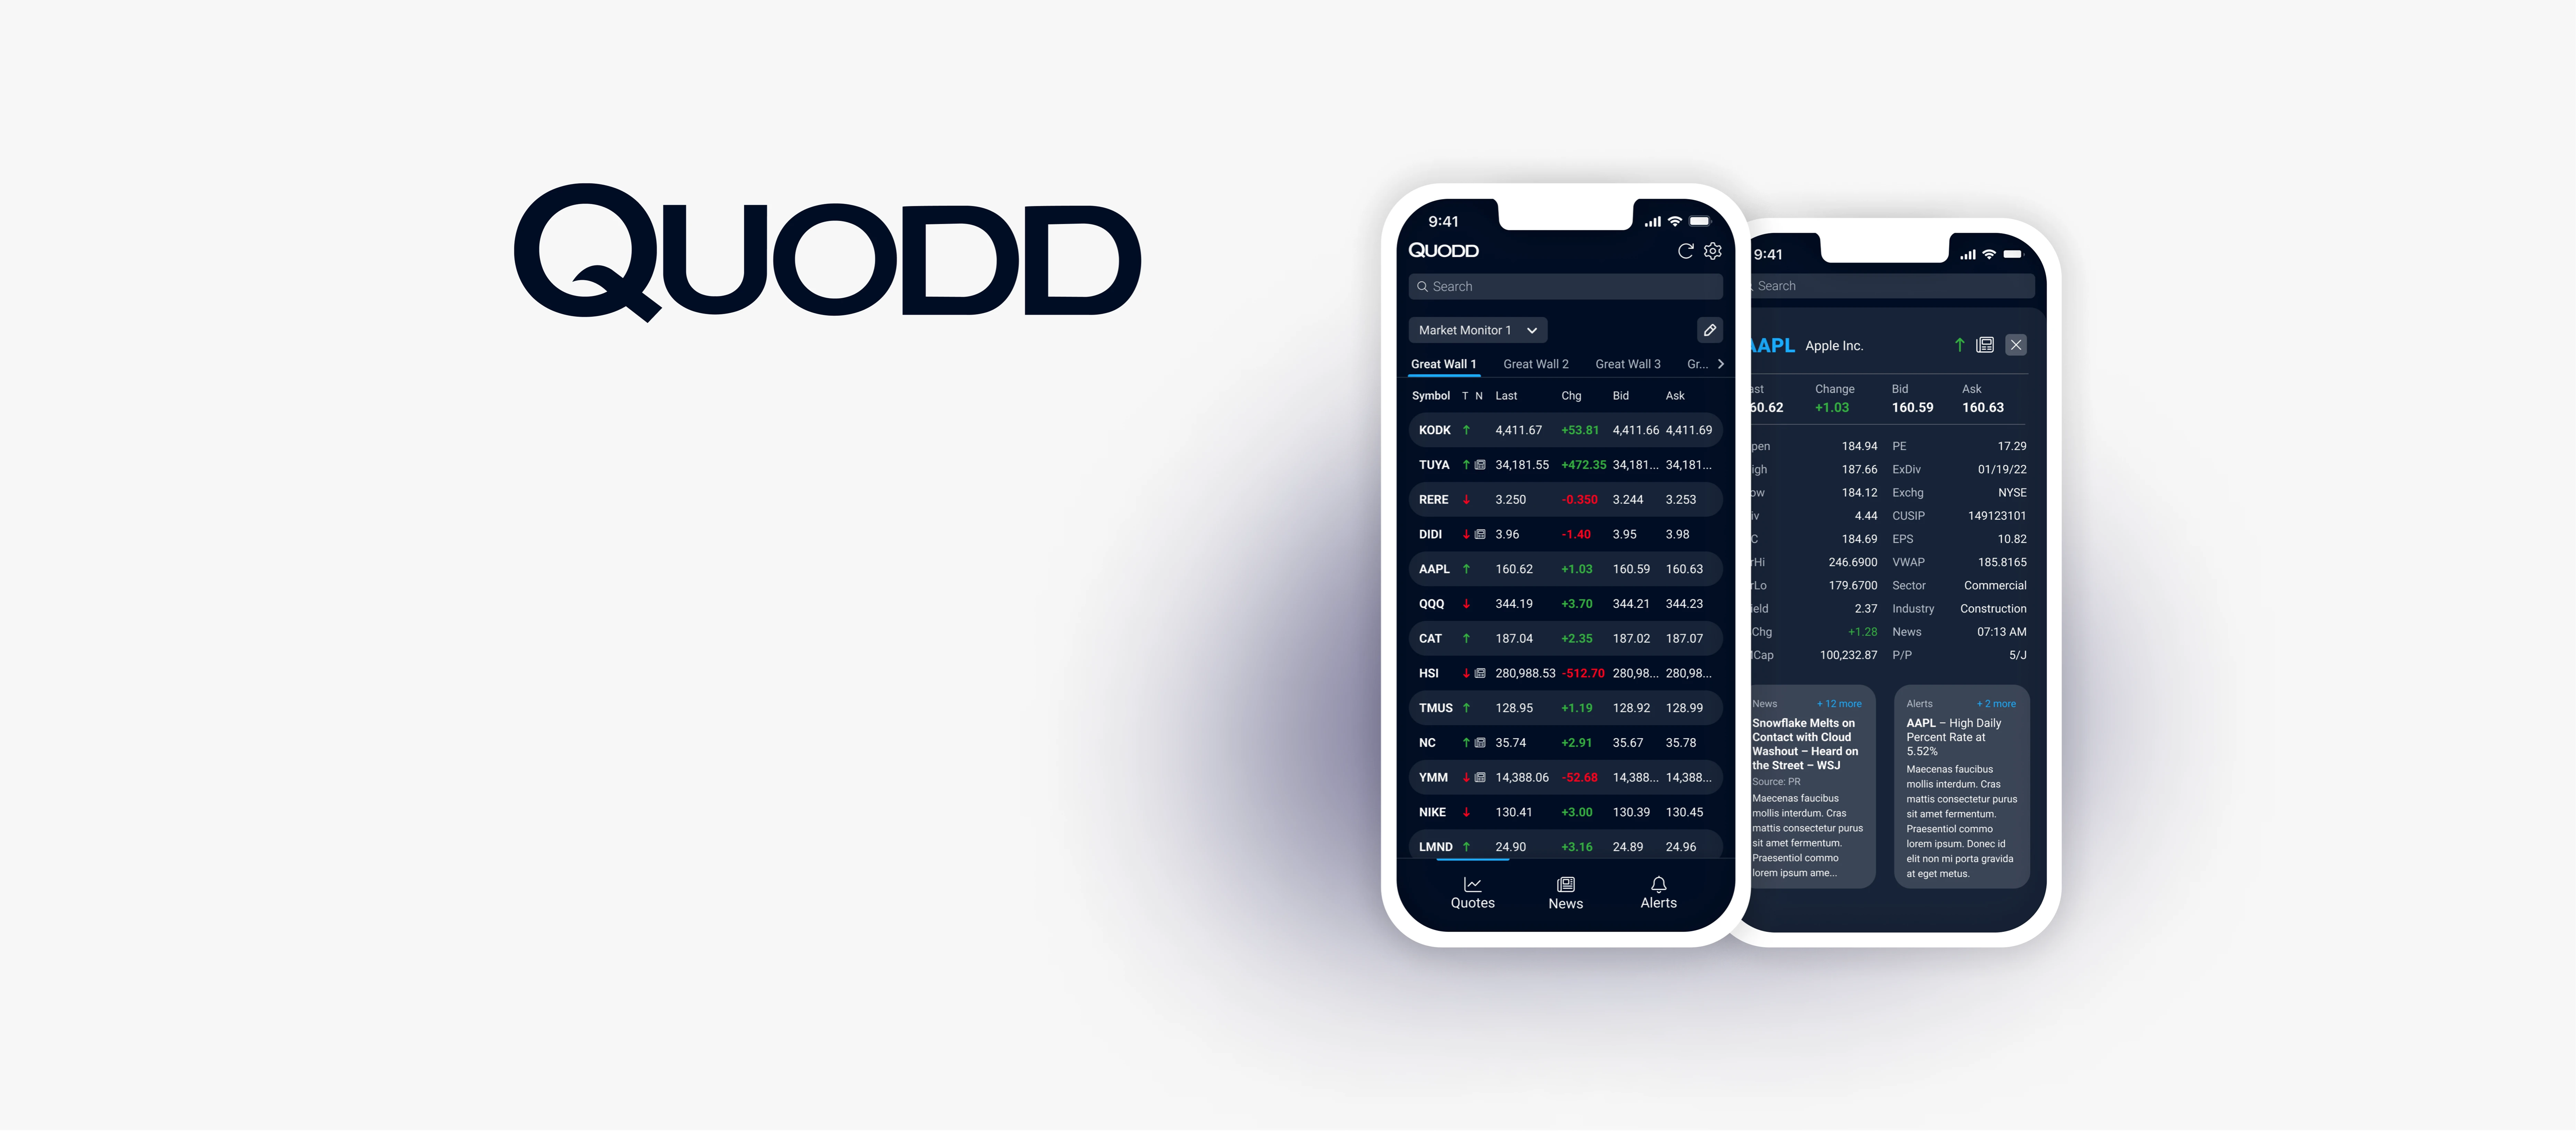 QUODD
9:41
QUODD
Search
Market Monitor 1
Great Wall 1 Great Wall 2 Great Wall 3 Gr...
Symbol T N Last Chg Bid Ask
KODK ↑ 4,411.67 +53.81 4,411.66 4,411.69
TUYA ↑ 34,181.55 +472.35 34,181... 34,181...
RERE ↓ 3.250 -0.350 3.244 3.253
DIDI ↓ 3.96 -1.40 3.95 3.98
AAPL ↑ 160.62 +1.03 160.59 160.63
QQQ ↓ 344.19 +3.70 344.21 344.23
CAT ↑ 187.04 +2.35 187.02 187.07
HSI ↓ 280,988.53 -512.70 280,98... 280,98...
TMUS ↑ 128.95 +1.19 128.92 128.99
NC ↑ 35.74 +2.91 35.67 35.78
YMM ↓ 14,388.06 -52.68 14,388... 14,388...
NIKE ↓ 130.41 +3.00 130.39 130.45
LMND ↑ 24.90 +3.16 24.89 24.96
Quotes News Alerts
9:41
Search
AAPL Apple Inc.
ast Change Bid Ask
60.62 +1.03 160.59 160.63
pen 184.94 PE 17.29
igh 187.66 ExDiv 01/19/22
ow 184.12 Exchg NYSE
iv 4.44 CUSIP 149123101
C 184.69 EPS 10.82
rHi 246.6900 VWAP 185.8165
rLo 179.6700 Sector Commercial
ield 2.37 Industry Construction
Chg +1.28 News 07:13 AM
Cap 100,232.87 P/P 5/J
News + 12 more
Snowflake Melts on
Contact with Cloud
Washout – Heard on
the Street – WSJ
Source: PR
Maecenas faucibus
mollis interdum. Cras
mattis consectetur purus
sit amet fermentum.
Praesentiol commo
lorem ipsum ame...
Alerts + 2 more
AAPL – High Daily
Percent Rate at
5.52%
Maecenas faucibus
mollis interdum. Cras
mattis consectetur purus
sit amet fermentum.
Praesentiol commo
lorem ipsum. Donec id
elit non mi porta gravida
at eget metus.